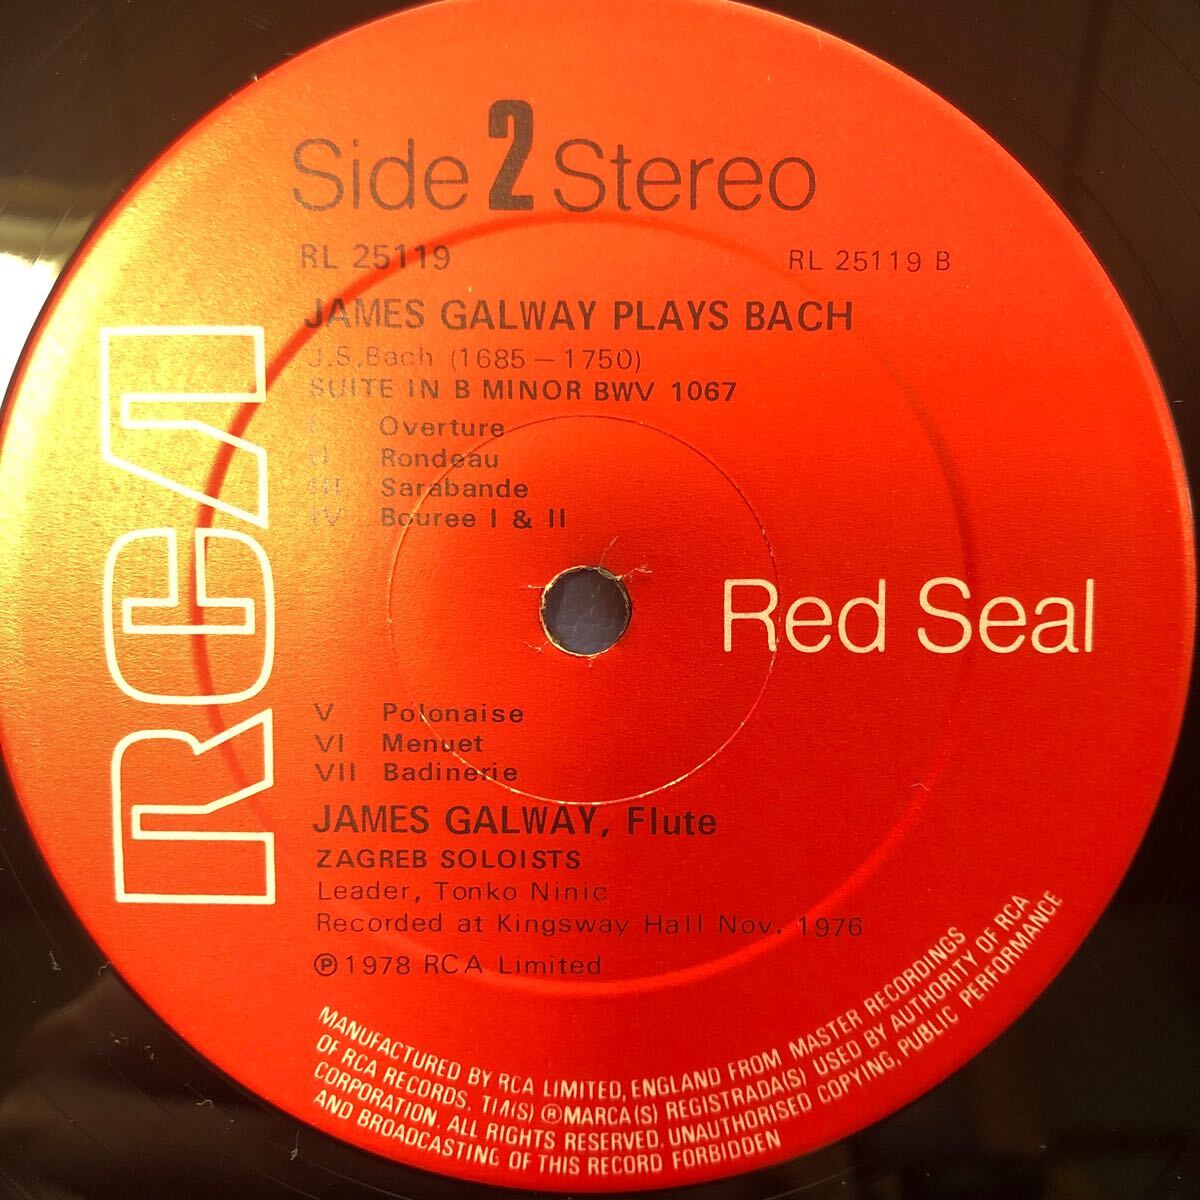 Side 2 Stereo
RL 25119 RL 25119 B
JAMES GALWAY PLAYS BACH
J.S.Bach (1685–1750)
SUITE IN B MINOR BWV 1067
I Overture
II Rondeau
III Sarabande
IV Bouree I & II
RCA
Red Seal
V Polonaise
VI Menuet
VII Badinerie
JAMES GALWAY, Flute
ZAGREB SOLOISTS
Leader, Tonko Ninic
Recorded at Kingsway Hall Nov. 1976
℗ 1978 RCA Limited
MANUFACTURED BY RCA LIMITED, ENGLAND FROM MASTER RECORDINGS
OF RCA RECORDS. ® MARCA(S) REGISTRADA(S) USED BY AUTHORITY OF RCA
CORPORATION. ALL RIGHTS RESERVED. UNAUTHORISED COPYING, PUBLIC PERFORMANCE
AND BROADCASTING OF THIS RECORD FORBIDDEN